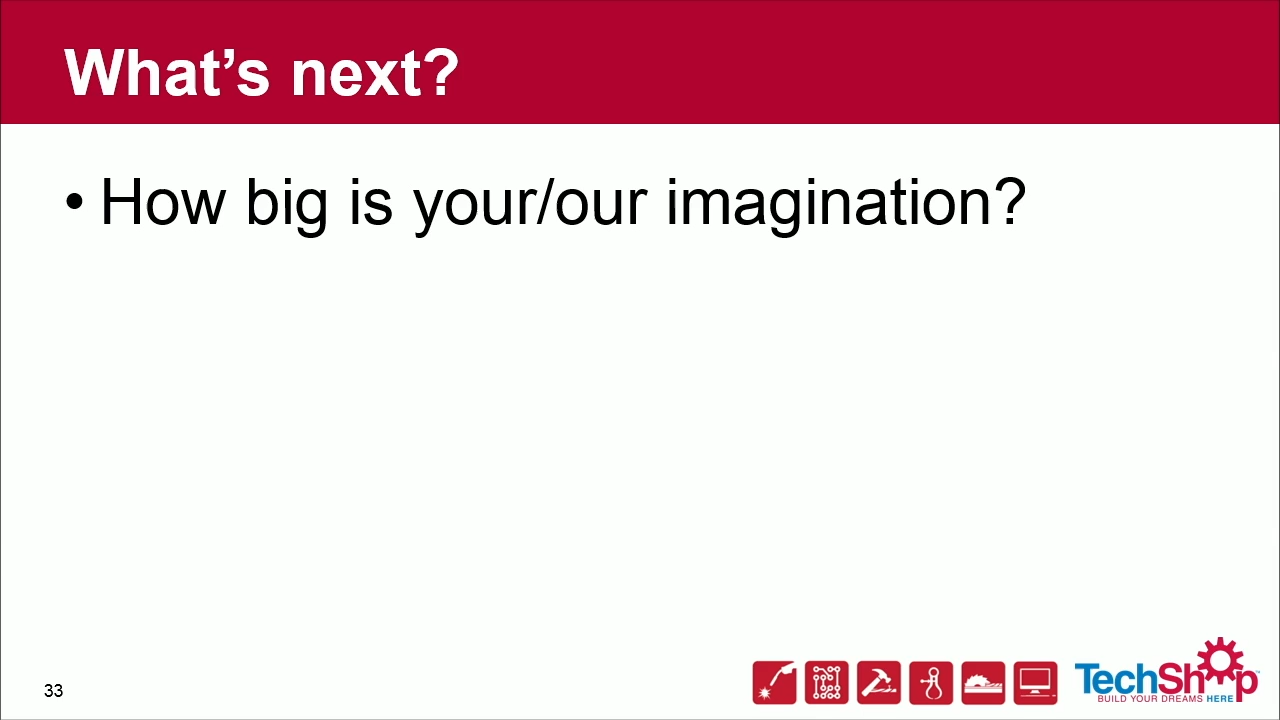 What’s next?
• How big is your/our imagination?
33
TechShop
BUILD YOUR DREAMS HERE